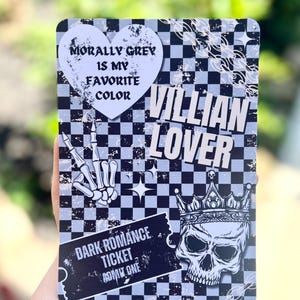 MORALLY GREY
IS MY
FAVORITE
COLOR
VILLIAN
LOVER
DARK ROMANCE
TICKET
ADMIT ONE